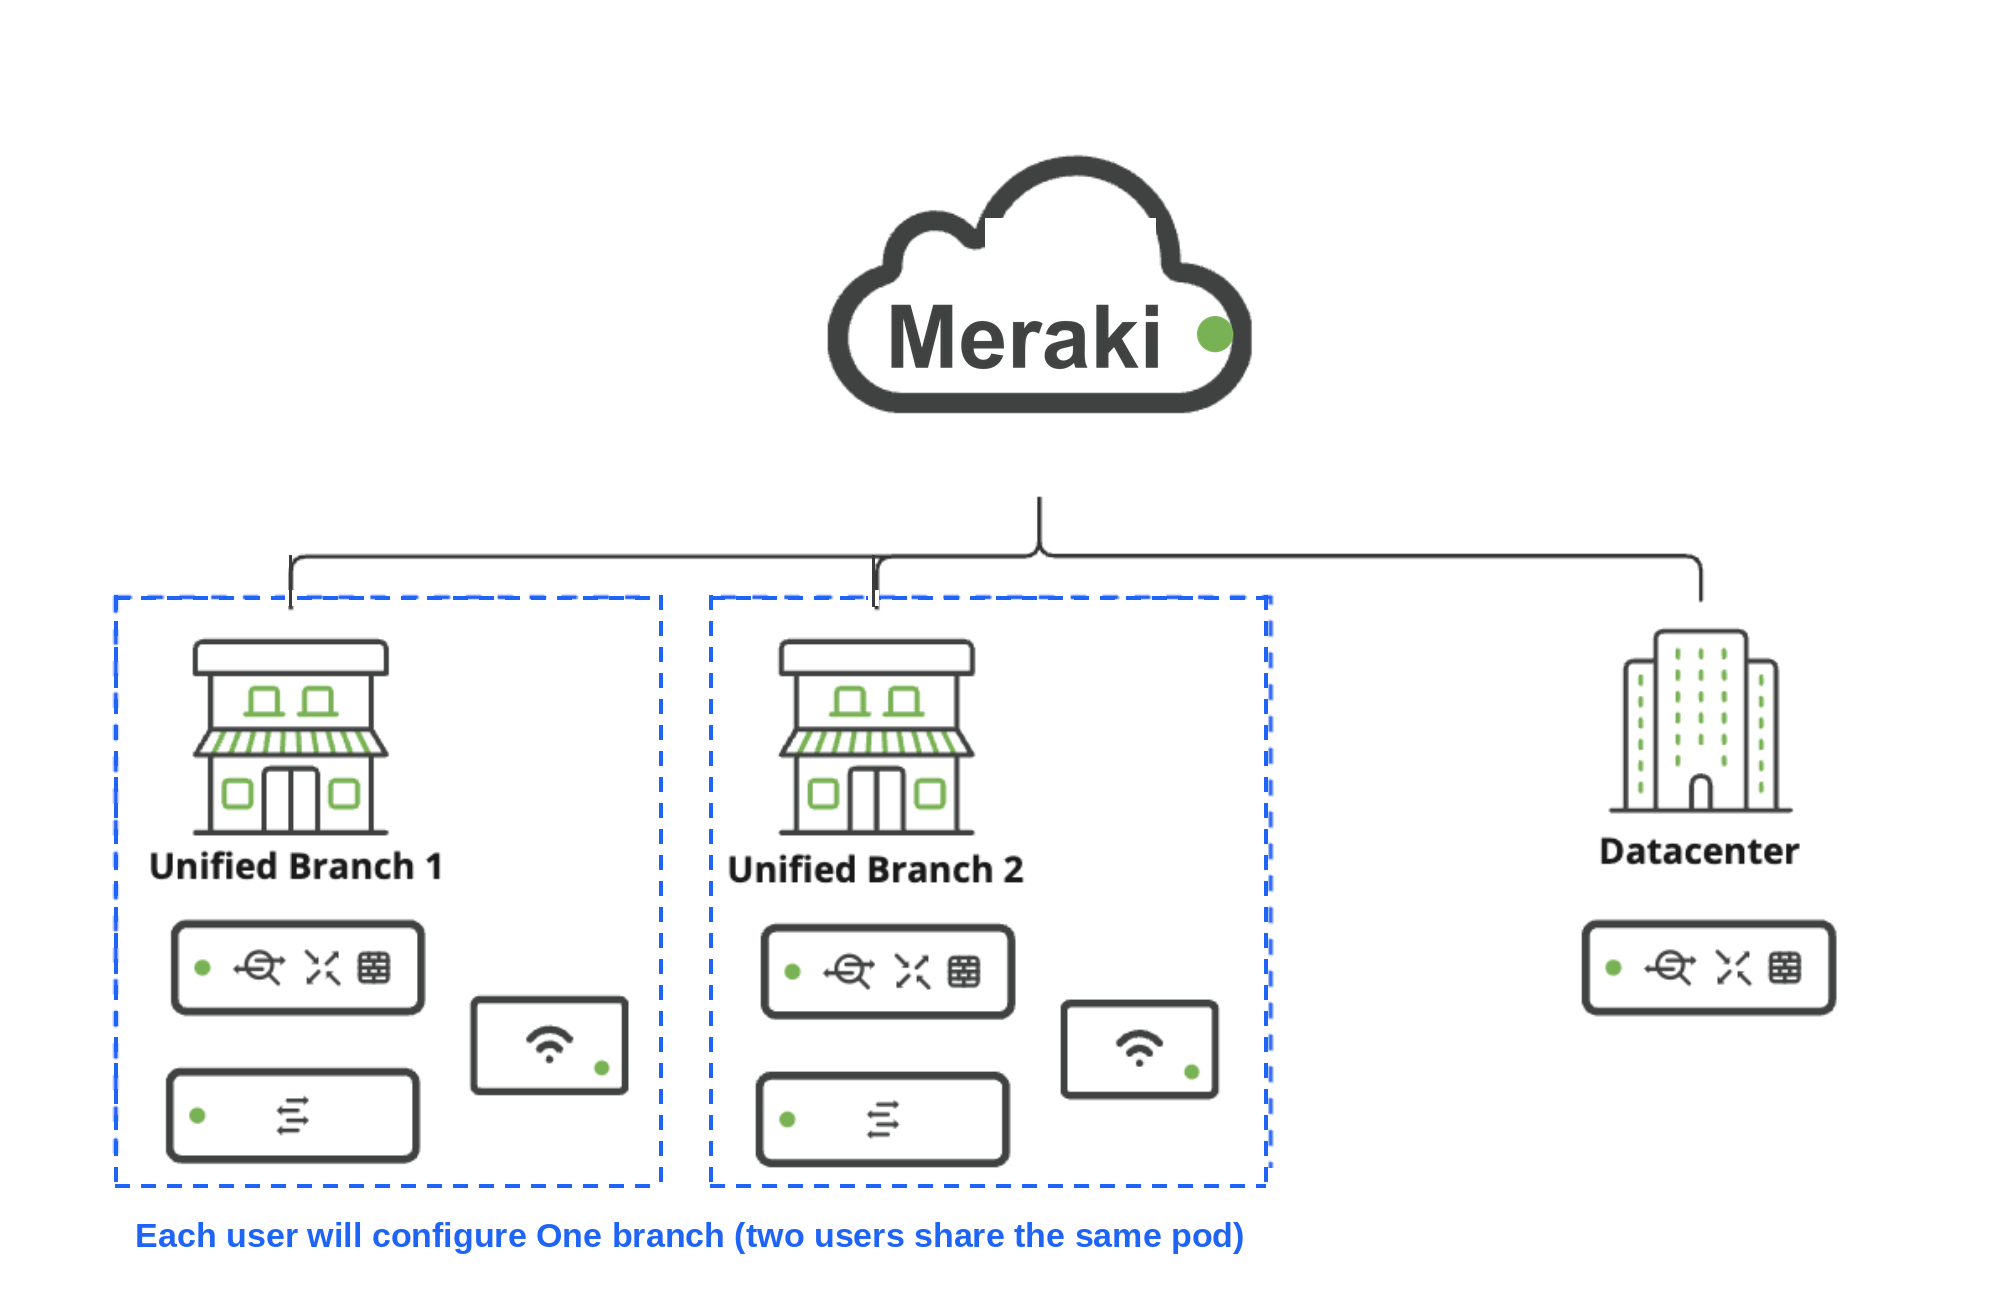 Meraki
Unified Branch 1
Unified Branch 2
Datacenter
Each user will configure One branch (two users share the same pod)